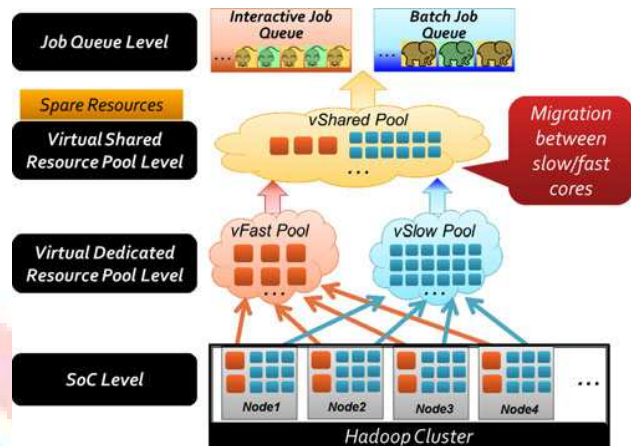 Job Queue Level
Interactive Job
Queue
...
Batch Job
Queue
...
Spare Resources
Virtual Shared
Resource Pool Level
vShared Pool
...
Migration
between
slow/fast
cores
Virtual Dedicated
Resource Pool Level
vFast Pool
...
vSlow Pool
...
SoC Level
Node1
Node2
Node3
Node4
...
Hadoop Cluster